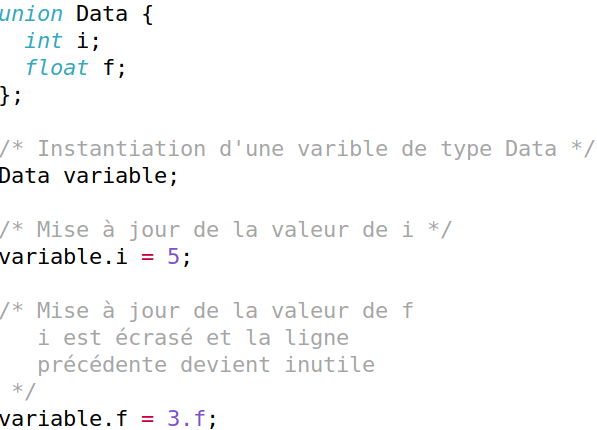 union Data {
  int i;
  float f;
};

/* Instantiation d'une varible de type Data */
Data variable;

/* Mise à jour de la valeur de i */
variable.i = 5;

/* Mise à jour de la valeur de f
   i est écrasé et la ligne
   précédente devient inutile
 */
variable.f = 3.f;